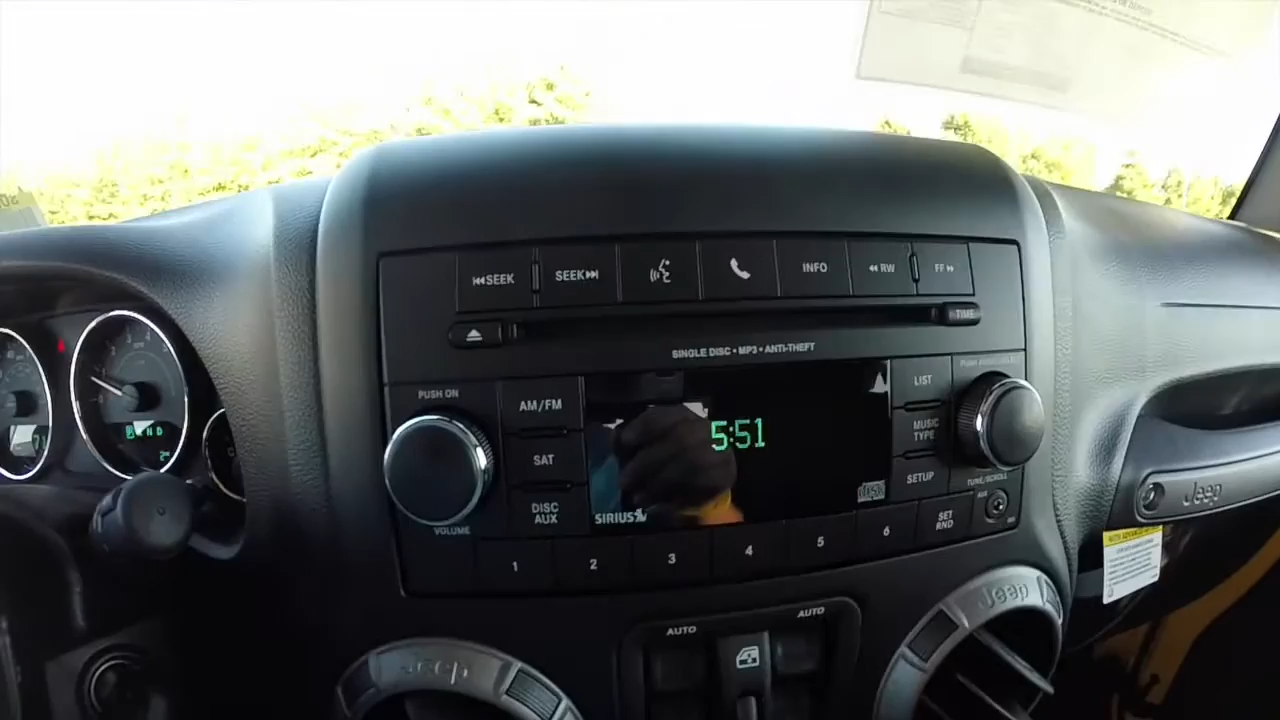 SEEK
SEEK
INFO
RW
FF
TIME
SINGLE DISC • MP3 • ANTI-THEFT
PUSH ON
AM/FM
SAT
DISC
AUX
VOLUME
5:51
SIRIUS
LIST
MUSIC
TYPE
SETUP
TUNE/SCROLL
AUX
SET
RND
1
2
3
4
5
6
AUTO
AUTO
Jeep
Jeep
Jeep